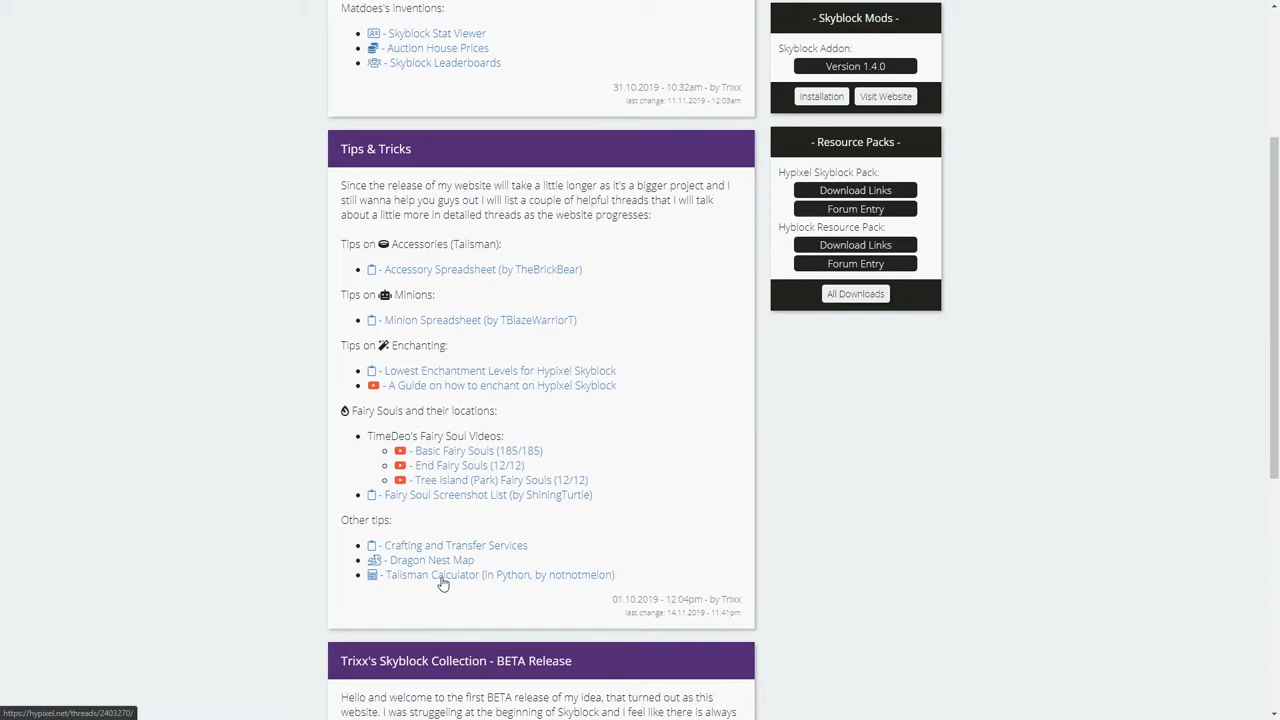 Matdoes's Inventions:
- Skyblock Stat Viewer
- Auction House Prices
- Skyblock Leaderboards
31.10.2019 - 10:32am - by Trixx
last change: 11.11.2019 - 12:03am
Tips & Tricks
Since the release of my website will take a little longer as it's a bigger project and I
still wanna help you guys out I will list a couple of helpful threads that I will talk
about a little more in detailed threads as the website progresses:
Tips on Accessories (Talisman):
- Accessory Spreadsheet (by TheBrickBear)
Tips on Minions:
- Minion Spreadsheet (by TBlazeWarriorT)
Tips on Enchanting:
- Lowest Enchantment Levels for Hypixel Skyblock
- A Guide on how to enchant on Hypixel Skyblock
Fairy Souls and their locations:
TimeDeo's Fairy Soul Videos:
- Basic Fairy Souls (185/185)
- End Fairy Souls (12/12)
- Tree Island (Park) Fairy Souls (12/12)
- Fairy Soul Screenshot List (by ShiningTurtle)
Other tips:
- Crafting and Transfer Services
- Dragon Nest Map
- Talisman Calculator (In Python, by notnotmelon)
01.10.2019 - 12:04pm - by Trixx
last change: 14.11.2019 - 11:41pm
Trixx's Skyblock Collection - BETA Release
Hello and welcome to the first BETA release of my idea, that turned out as this
website. I was struggeling at the beginning of Skyblock and I feel like there is always
- Skyblock Mods -
Skyblock Addon:
Version 1.4.0
Installation
Visit Website
- Resource Packs -
Hypixel Skyblock Pack:
Download Links
Forum Entry
Hyblock Resource Pack:
Download Links
Forum Entry
All Downloads
https://hypixel.net/threads/2403270/